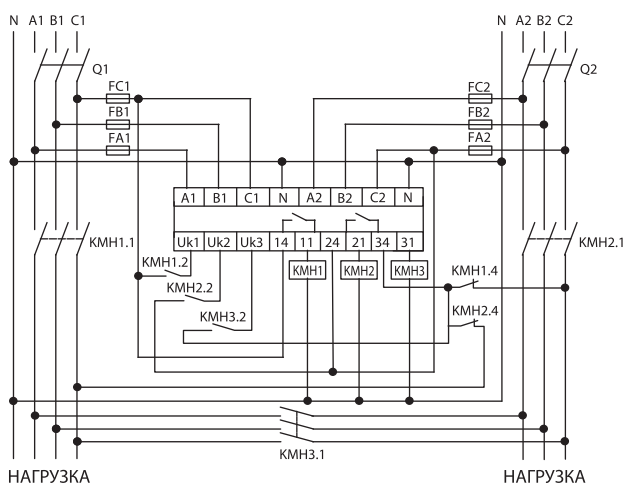 N A1 B1 C1 N A2 B2 C2
Q1 Q2
FC1 FC2
FB1 FB2
FA1 FA2
A1 B1 C1 N A2 B2 C2 N
KMH1.1 KMH2.1
Uk1 Uk2 Uk3 14 11 24 21 34 31
KMH1.2 KMH1 KMH2 KMH3 KMH1.4
KMH2.2
KMH3.2 KMH2.4
KMH3.1
НАГРУЗКА НАГРУЗКА